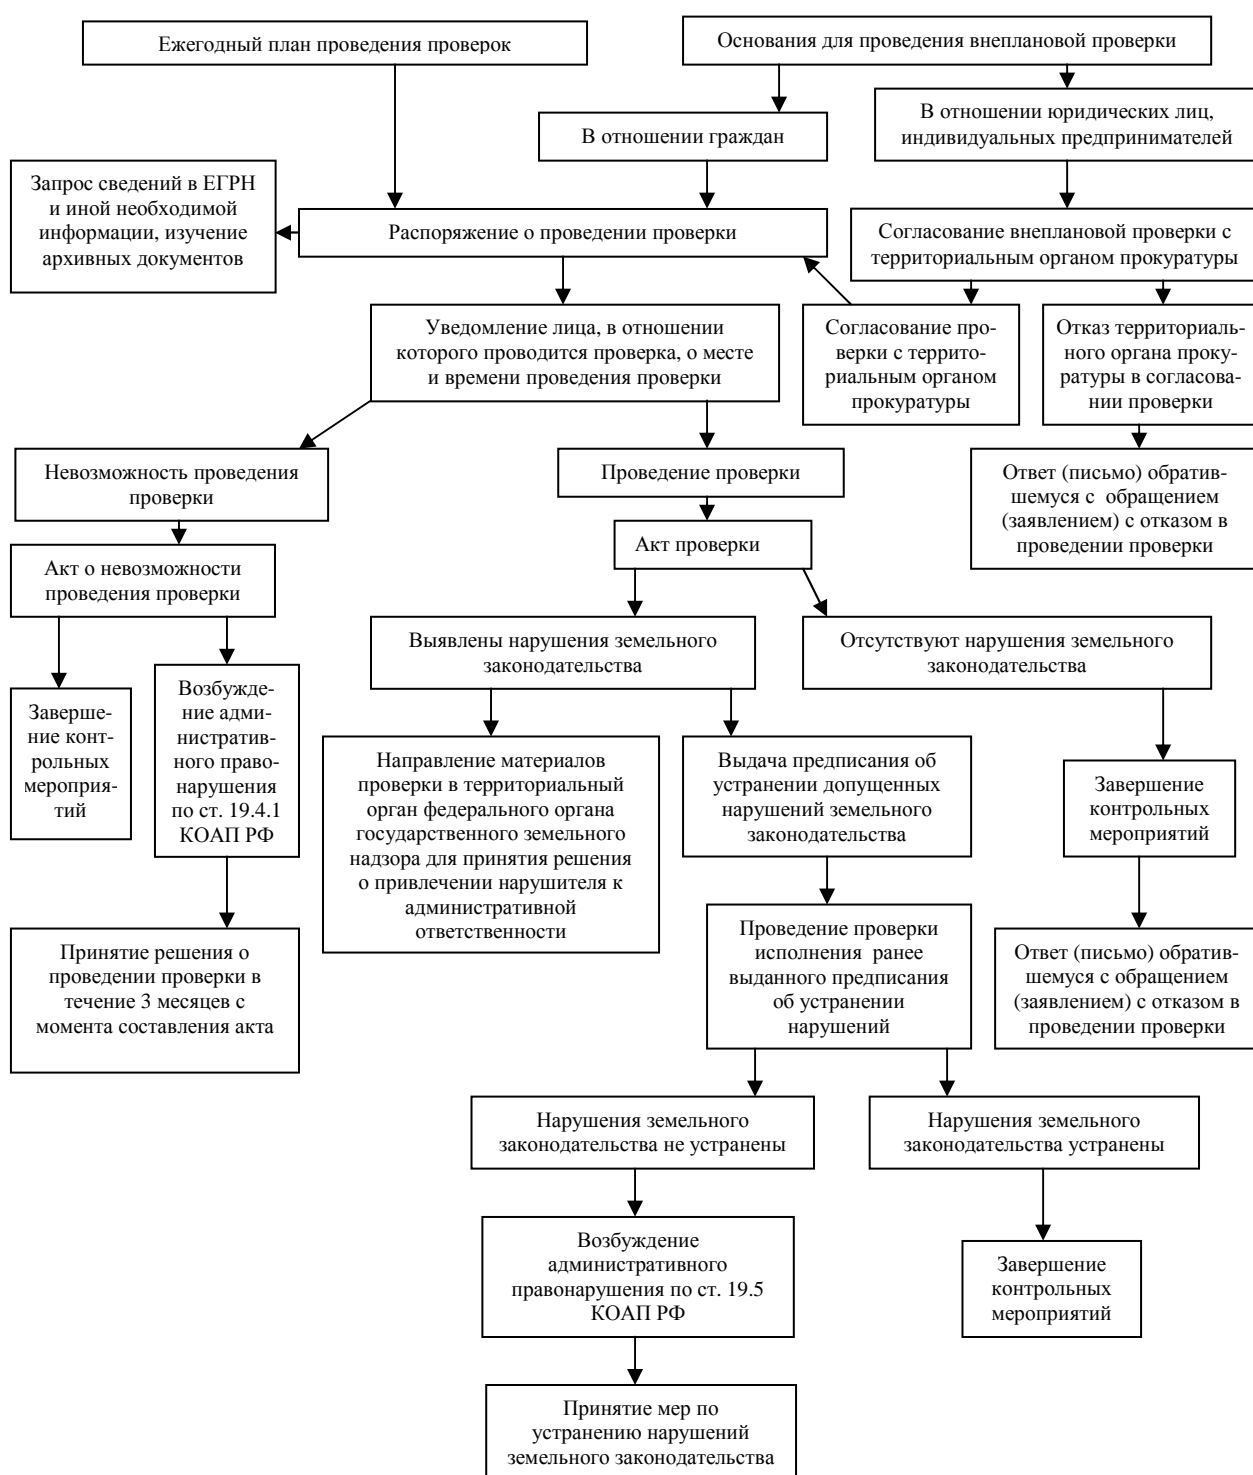 Ежегодный план проведения проверок
Основания для проведения внеплановой проверки
В отношении граждан
В отношении юридических лиц,
индивидуальных предпринимателей
Запрос сведений в ЕГРН
и иной необходимой
информации, изучение
архивных документов
Распоряжение о проведении проверки
Согласование внеплановой проверки с
территориальным органом прокуратуры
Уведомление лица, в отношении
которого проводится проверка, о месте
и времени проведения проверки
Согласование про-
верки с террито-
риальным органом
прокуратуры
Отказ территориаль-
ного органа проку-
ратуры в согласова-
нии проверки
Невозможность проведения
проверки
Проведение проверки
Ответ (письмо) обратив-
шемуся с обращением
(заявлением) с отказом в
проведении проверки
Акт проверки
Акт о невозможности
проведения проверки
Выявлены нарушения земельного
законодательства
Отсутствуют нарушения земельного
законодательства
Заверше-
ние конт-
рольных
мероприя-
тий
Возбужде-
ние адми-
нистратив-
ного право-
нарушения
по ст. 19.4.1
КОАП РФ
Направление материалов
проверки в территориальный
орган федерального органа
государственного земельного
надзора для принятия решения
о привлечении нарушителя к
административной
ответственности
Выдача предписания об
устранении допущенных
нарушений земельного
законодательства
Завершение
контрольных
мероприятий
Принятие решения о
проведении проверки в
течение 3 месяцев с
момента составления акта
Проведение проверки
исполнения ранее
выданного предписания
об устранении
нарушений
Ответ (письмо) обратив-
шемуся с обращением
(заявлением) с отказом в
проведении проверки
Нарушения земельного
законодательства не устранены
Нарушения земельного
законодательства устранены
Возбуждение
административного
правонарушения по ст. 19.5
КОАП РФ
Завершение
контрольных
мероприятий
Принятие мер по
устранению нарушений
земельного законодательства